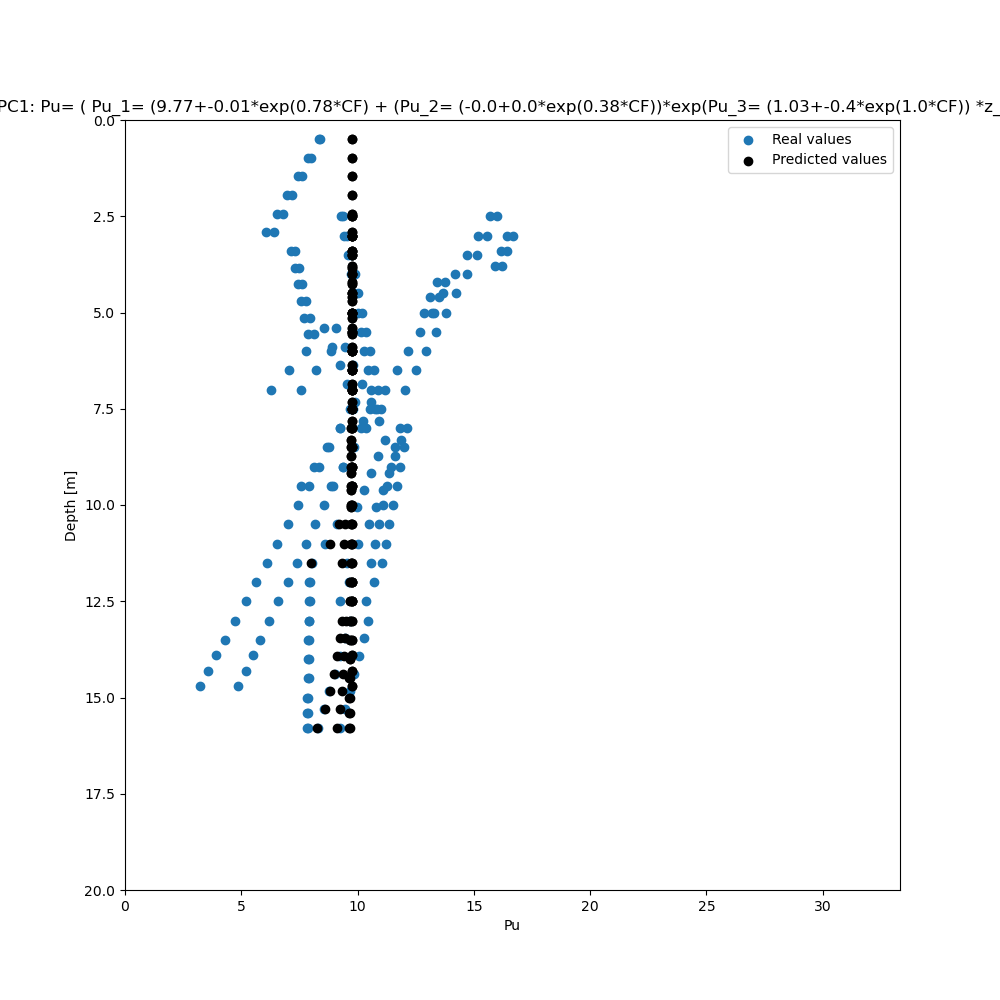 PC1: Pu= ( Pu_1= (9.77+-0.01*exp(0.78*CF) + (Pu_2= (-0.0+0.0*exp(0.38*CF))*exp(Pu_3= (1.03+-0.4*exp(1.0*CF)) *z_
Real values
Predicted values
0.0
2.5
5.0
7.5
10.0
12.5
15.0
17.5
20.0
Depth [m]
0 5 10 15 20 25 30
Pu